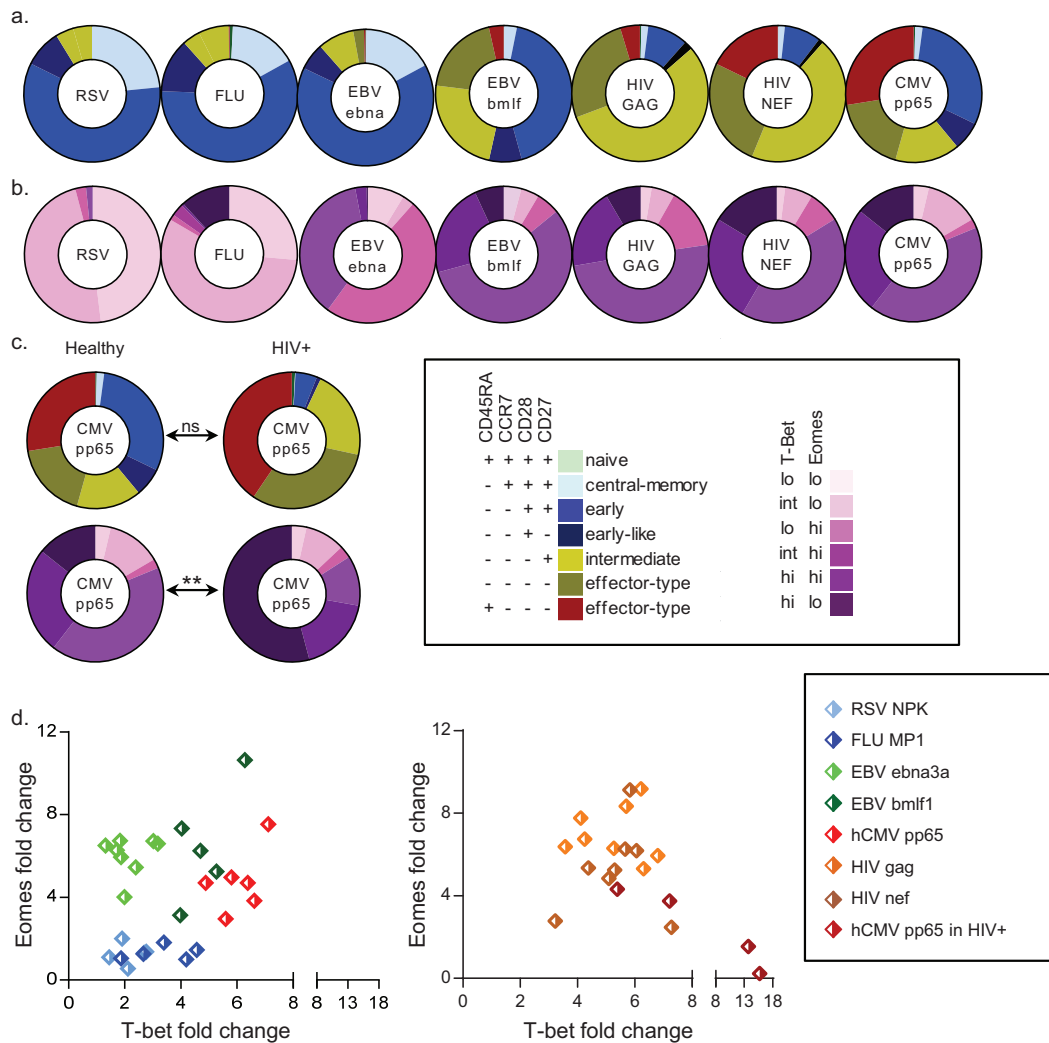 a.
RSV
FLU
EBV
ebna
EBV
bmlf
HIV
GAG
HIV
NEF
CMV
pp65
b.
RSV
FLU
EBV
ebna
EBV
bmlf
HIV
GAG
HIV
NEF
CMV
pp65
c.
Healthy
HIV+
CMV
pp65
ns
CMV
pp65
CMV
pp65
**
CMV
pp65
CD45RA
CCR7
CD28
CD27
+ + + + naive
- + + + central-memory
- - + + early
- - + - early-like
- - - + intermediate
- - - - effector-type
+ - - - effector-type
T-Bet
Eomes
lo lo
int lo
lo hi
int hi
hi hi
hi lo
d.
Eomes fold change
12
8
4
0
0 2 4 6 8
8 13 18
T-bet fold change
Eomes fold change
12
8
4
0
0 2 4 6 8
8 13 18
T-bet fold change
RSV NPK
FLU MP1
EBV ebna3a
EBV bmlf1
hCMV pp65
HIV gag
HIV nef
hCMV pp65 in HIV+